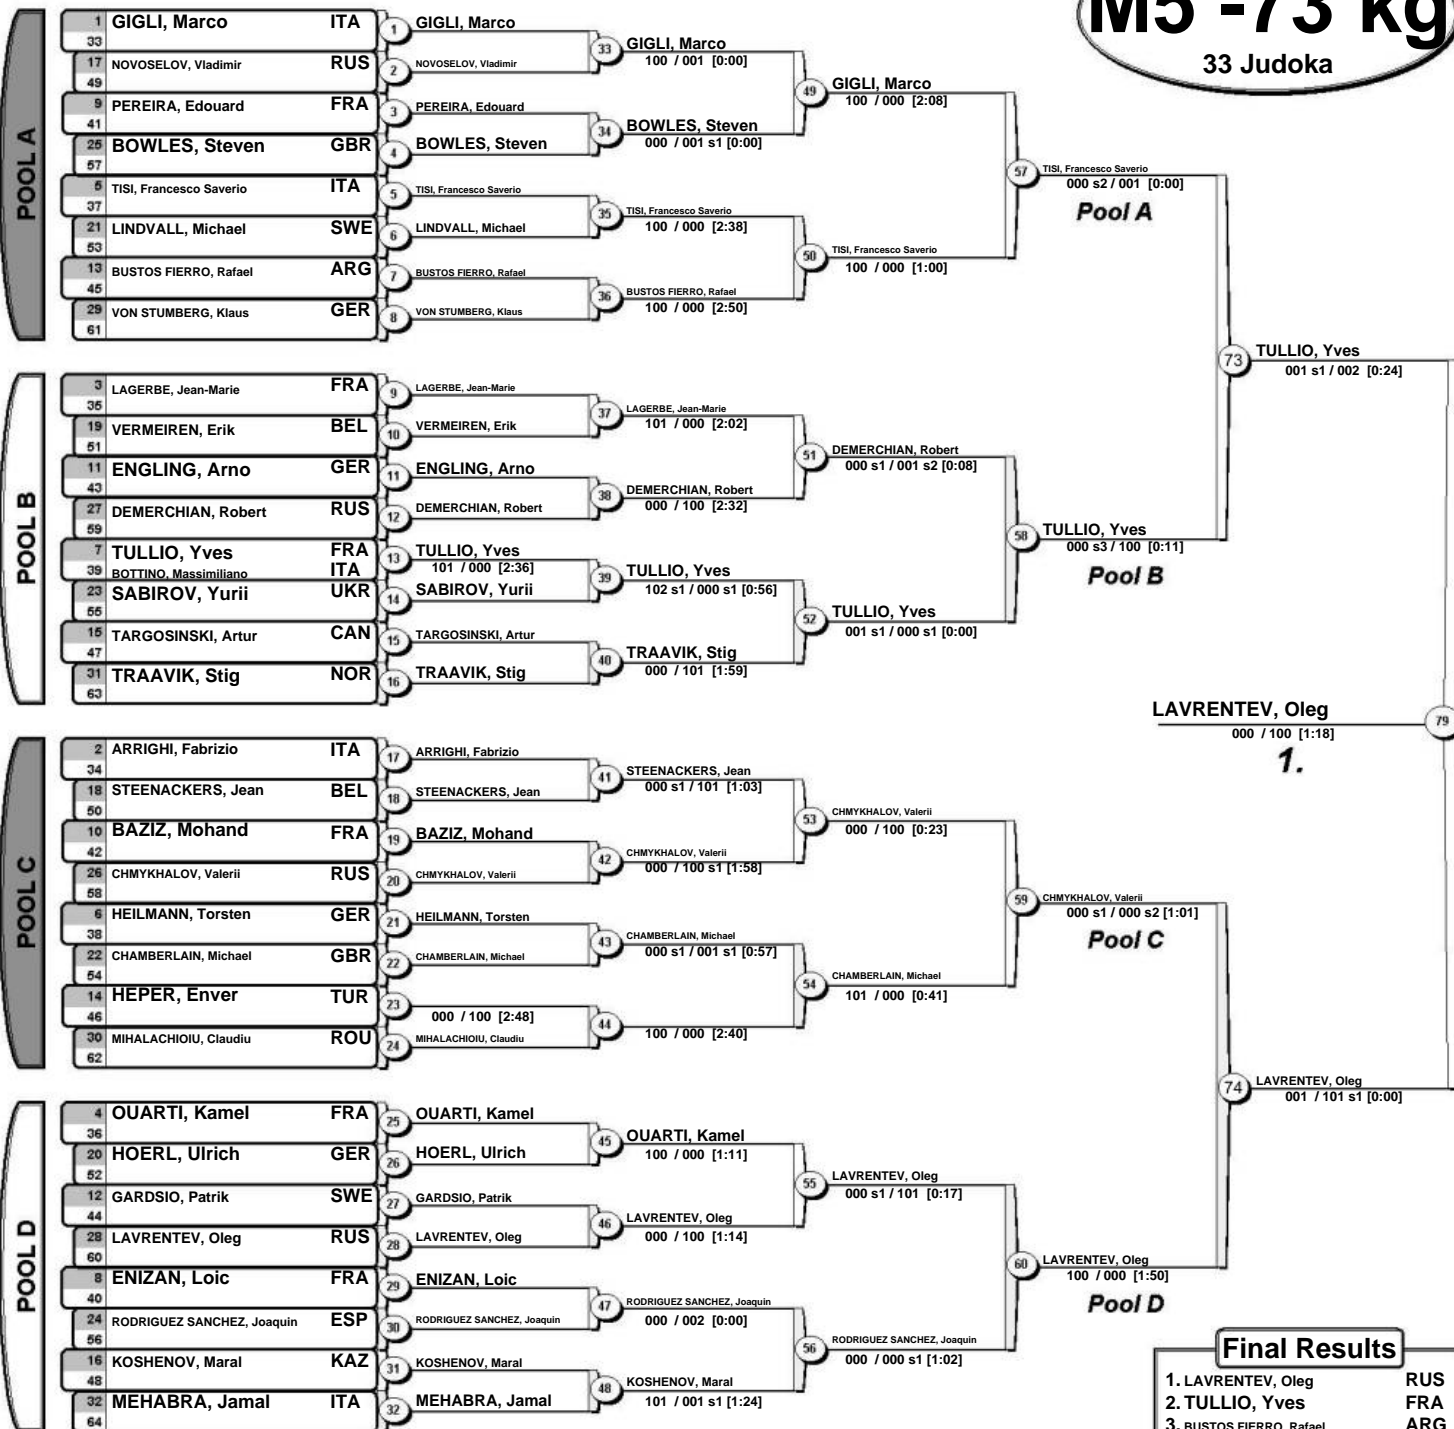 M5 -73 kg
33 Judoka
POOL A
1 GIGLI, Marco ITA
33
17 NOVOSELOV, Vladimir RUS
49
9 PEREIRA, Edouard FRA
41
25 BOWLES, Steven GBR
57
5 TISI, Francesco Saverio ITA
37
21 LINDVALL, Michael SWE
53
13 BUSTOS FIERRO, Rafael ARG
45
29 VON STUMBERG, Klaus GER
61
1 GIGLI, Marco
2 NOVOSELOV, Vladimir
3 PEREIRA, Edouard
4 BOWLES, Steven
5 TISI, Francesco Saverio
6 LINDVALL, Michael
7 BUSTOS FIERRO, Rafael
8 VON STUMBERG, Klaus
33 GIGLI, Marco
100 / 001 [0:00]
34 BOWLES, Steven
000 / 001 s1 [0:00]
35 TISI, Francesco Saverio
100 / 000 [2:38]
36 BUSTOS FIERRO, Rafael
100 / 000 [2:50]
49 GIGLI, Marco
100 / 000 [2:08]
50 TISI, Francesco Saverio
100 / 000 [1:00]
57 TISI, Francesco Saverio
000 s2 / 001 [0:00]
Pool A
POOL B
3 LAGERBE, Jean-Marie FRA
35
19 VERMEIREN, Erik BEL
51
11 ENGLING, Arno GER
43
27 DEMERCHIAN, Robert RUS
59
7 TULLIO, Yves FRA
39 BOTTINO, Massimiliano ITA
23 SABIROV, Yurii UKR
55
15 TARGOSINSKI, Artur CAN
47
31 TRAAVIK, Stig NOR
63
9 LAGERBE, Jean-Marie
10 VERMEIREN, Erik
11 ENGLING, Arno
12 DEMERCHIAN, Robert
13 TULLIO, Yves
101 / 000 [2:36]
14 SABIROV, Yurii
15 TARGOSINSKI, Artur
16 TRAAVIK, Stig
37 LAGERBE, Jean-Marie
101 / 000 [2:02]
38 DEMERCHIAN, Robert
000 / 100 [2:32]
39 TULLIO, Yves
102 s1 / 000 s1 [0:56]
40 TRAAVIK, Stig
000 / 101 [1:59]
51 DEMERCHIAN, Robert
000 s1 / 001 s2 [0:08]
52 TULLIO, Yves
001 s1 / 000 s1 [0:00]
58 TULLIO, Yves
000 s3 / 100 [0:11]
Pool B
73 TULLIO, Yves
001 s1 / 002 [0:24]
LAVRENTEV, Oleg 79
000 / 100 [1:18]
1.
POOL C
2 ARRIGHI, Fabrizio ITA
34
18 STEENACKERS, Jean BEL
50
10 BAZIZ, Mohand FRA
42
26 CHMYKHALOV, Valerii RUS
58
6 HEILMANN, Torsten GER
38
22 CHAMBERLAIN, Michael GBR
54
14 HEPER, Enver TUR
46
30 MIHALACHIOIU, Claudiu ROU
62
17 ARRIGHI, Fabrizio
18 STEENACKERS, Jean
19 BAZIZ, Mohand
20 CHMYKHALOV, Valerii
21 HEILMANN, Torsten
22 CHAMBERLAIN, Michael
23
000 / 100 [2:48]
24 MIHALACHIOIU, Claudiu
41 STEENACKERS, Jean
000 s1 / 101 [1:03]
42 CHMYKHALOV, Valerii
000 / 100 s1 [1:58]
43 CHAMBERLAIN, Michael
000 s1 / 001 s1 [0:57]
44
100 / 000 [2:40]
53 CHMYKHALOV, Valerii
000 / 100 [0:23]
54 CHAMBERLAIN, Michael
101 / 000 [0:41]
59 CHMYKHALOV, Valerii
000 s1 / 000 s2 [1:01]
Pool C
74 LAVRENTEV, Oleg
001 / 101 s1 [0:00]
POOL D
4 OUARTI, Kamel FRA
36
20 HOERL, Ulrich GER
52
12 GARDSIO, Patrik SWE
44
28 LAVRENTEV, Oleg RUS
60
8 ENIZAN, Loic FRA
40
24 RODRIGUEZ SANCHEZ, Joaquin ESP
56
16 KOSHENOV, Maral KAZ
48
32 MEHABRA, Jamal ITA
64
25 OUARTI, Kamel
26 HOERL, Ulrich
27 GARDSIO, Patrik
28 LAVRENTEV, Oleg
29 ENIZAN, Loic
30 RODRIGUEZ SANCHEZ, Joaquin
31 KOSHENOV, Maral
32 MEHABRA, Jamal
45 OUARTI, Kamel
100 / 000 [1:11]
46 LAVRENTEV, Oleg
000 / 100 [1:14]
47 RODRIGUEZ SANCHEZ, Joaquin
000 / 002 [0:00]
48 KOSHENOV, Maral
101 / 001 s1 [1:24]
55 LAVRENTEV, Oleg
000 s1 / 101 [0:17]
56 RODRIGUEZ SANCHEZ, Joaquin
000 / 000 s1 [1:02]
60 LAVRENTEV, Oleg
100 / 000 [1:50]
Pool D
Final Results
1. LAVRENTEV, Oleg RUS
2. TULLIO, Yves FRA
3. BUSTOS FIERRO, Rafael ARG